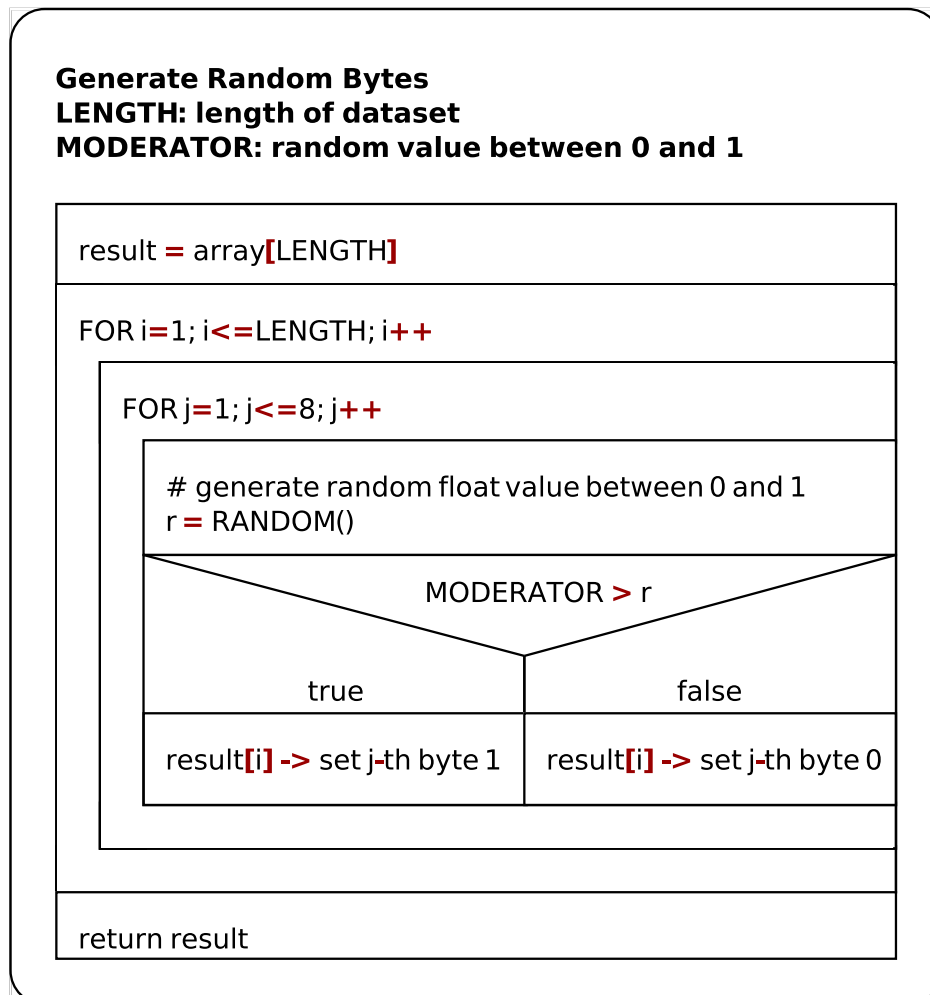 Generate Random Bytes
LENGTH: length of dataset
MODERATOR: random value between 0 and 1
result = array[LENGTH]
FOR i=1; i<=LENGTH; i++
FOR j=1; j<=8; j++
# generate random float value between 0 and 1
r = RANDOM()
MODERATOR > r
true
false
result[i] -> set j-th byte 1
result[i] -> set j-th byte 0
return result